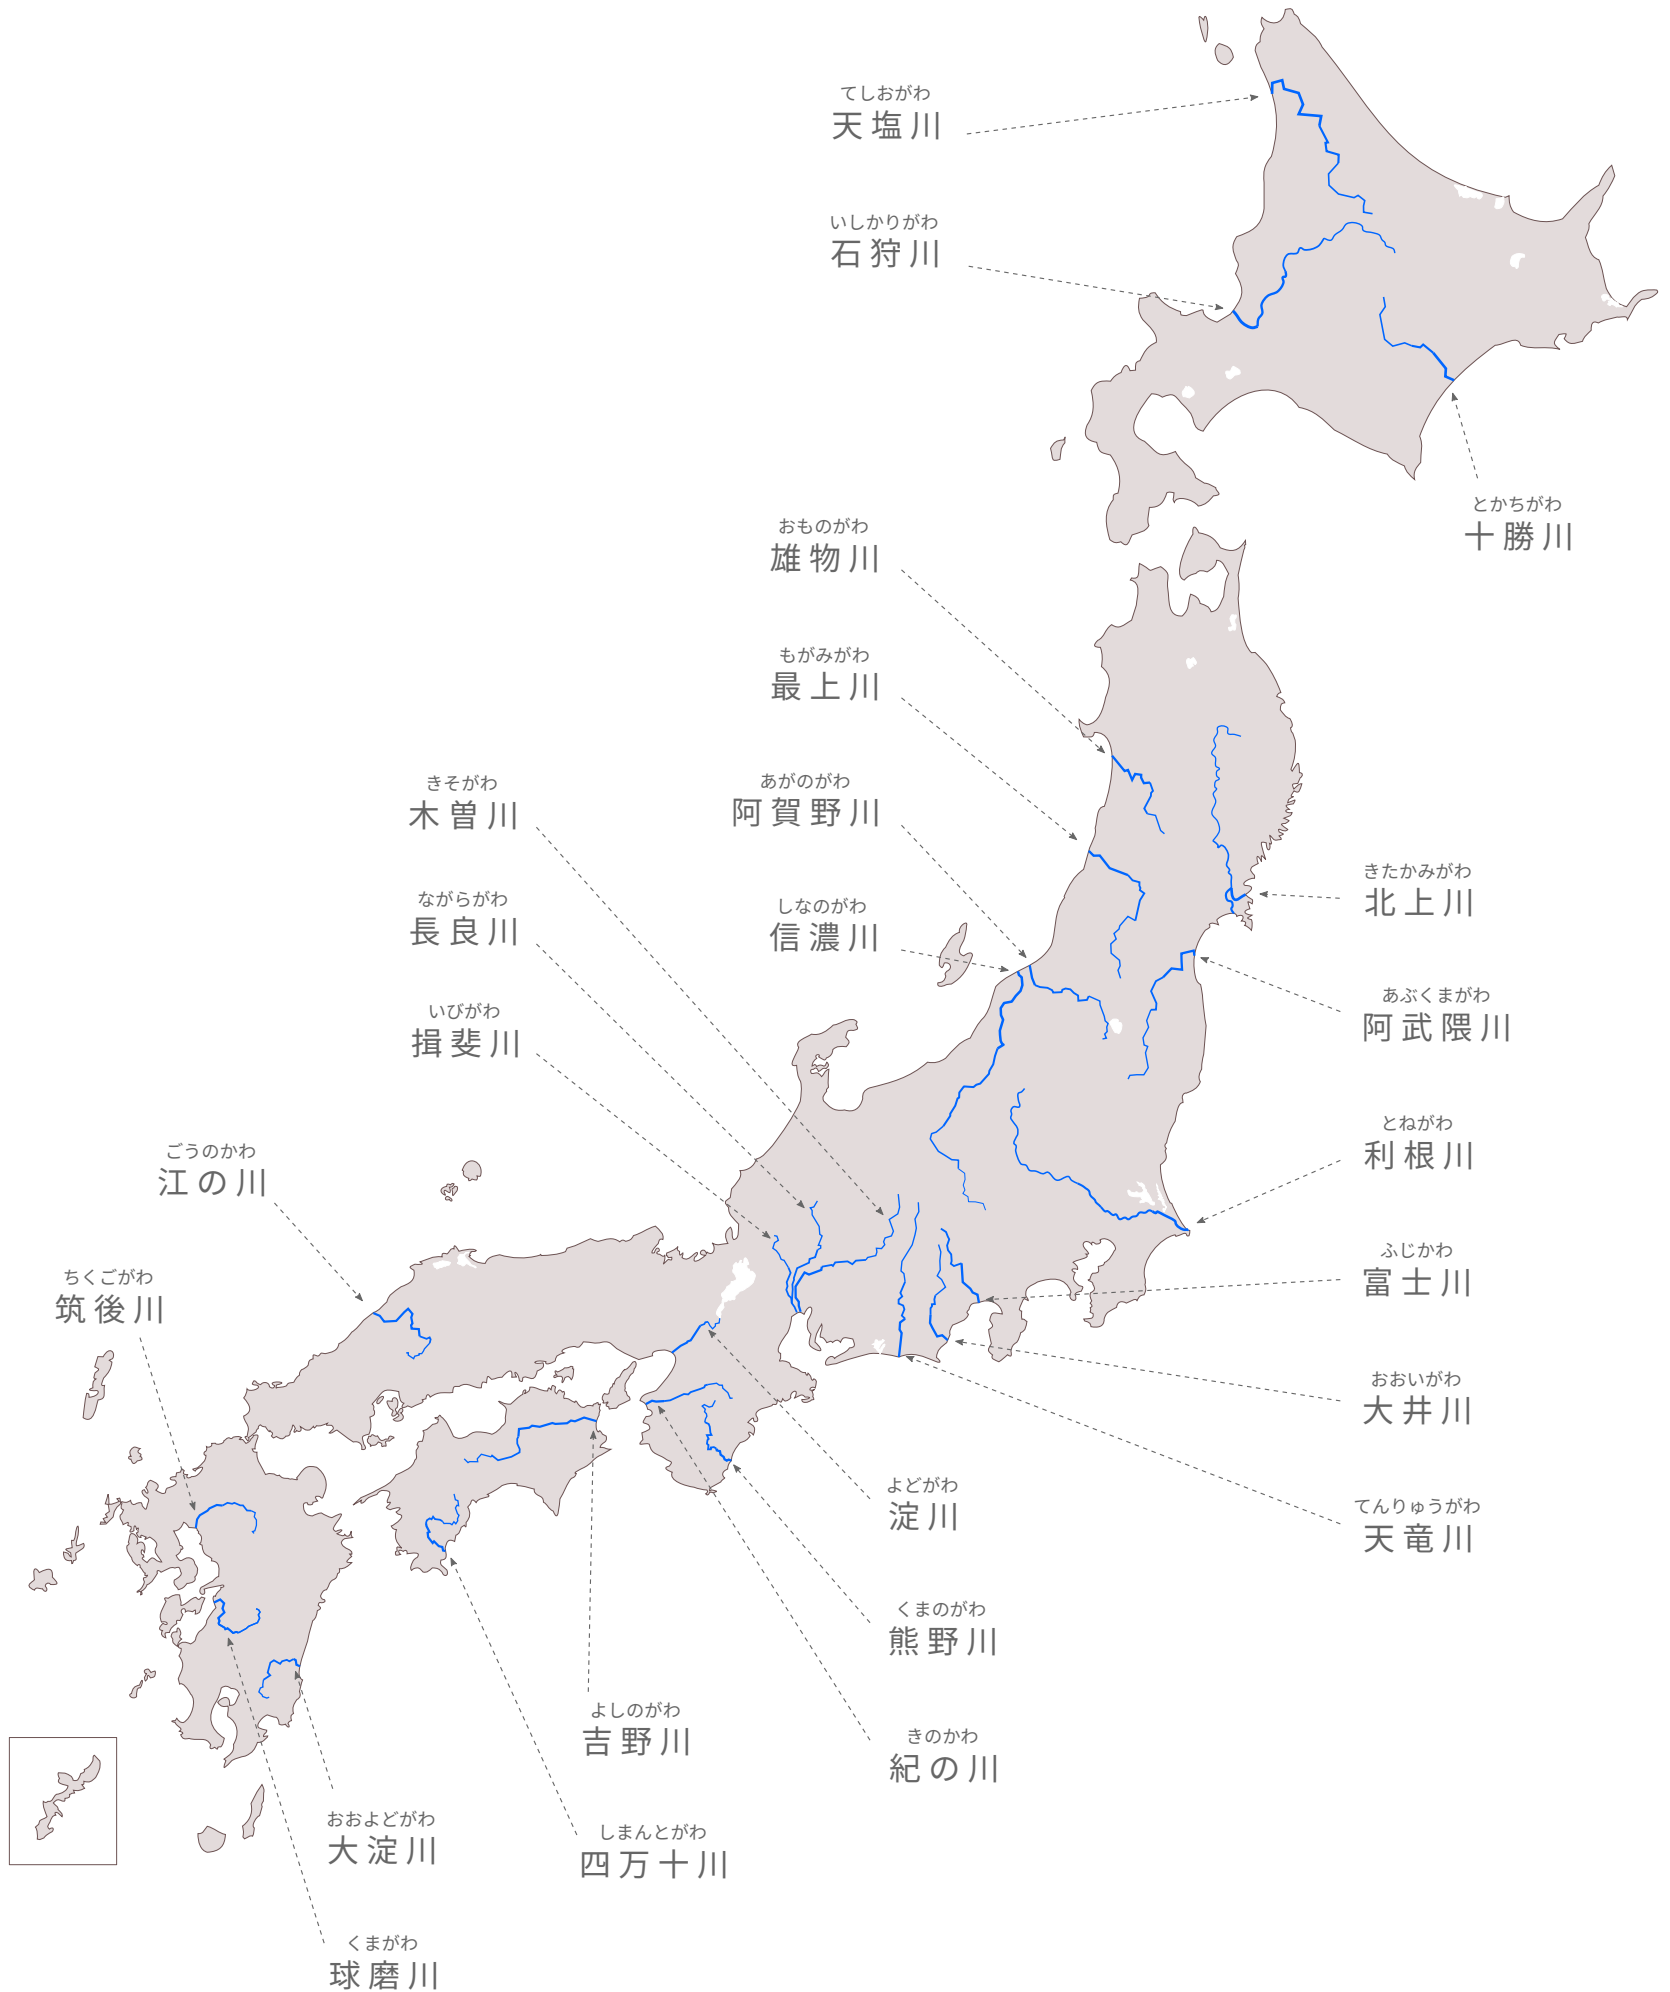 てしおがわ
天塩川
いしかりがわ
石狩川
とかちがわ
十勝川
おものがわ
雄物川
もがみがわ
最上川
きそがわ
木曽川
あがのがわ
阿賀野川
きたかみがわ
北上川
ながらがわ
長良川
しなのがわ
信濃川
あぶくまがわ
阿武隈川
いびがわ
揖斐川
とねがわ
利根川
ごうのかわ
江の川
ふじかわ
富士川
ちくごがわ
筑後川
おおいがわ
大井川
よどがわ
淀川
てんりゅうがわ
天竜川
くまのがわ
熊野川
よしのがわ
吉野川
きのかわ
紀の川
おおよどがわ
大淀川
しまんとがわ
四万十川
くまがわ
球磨川